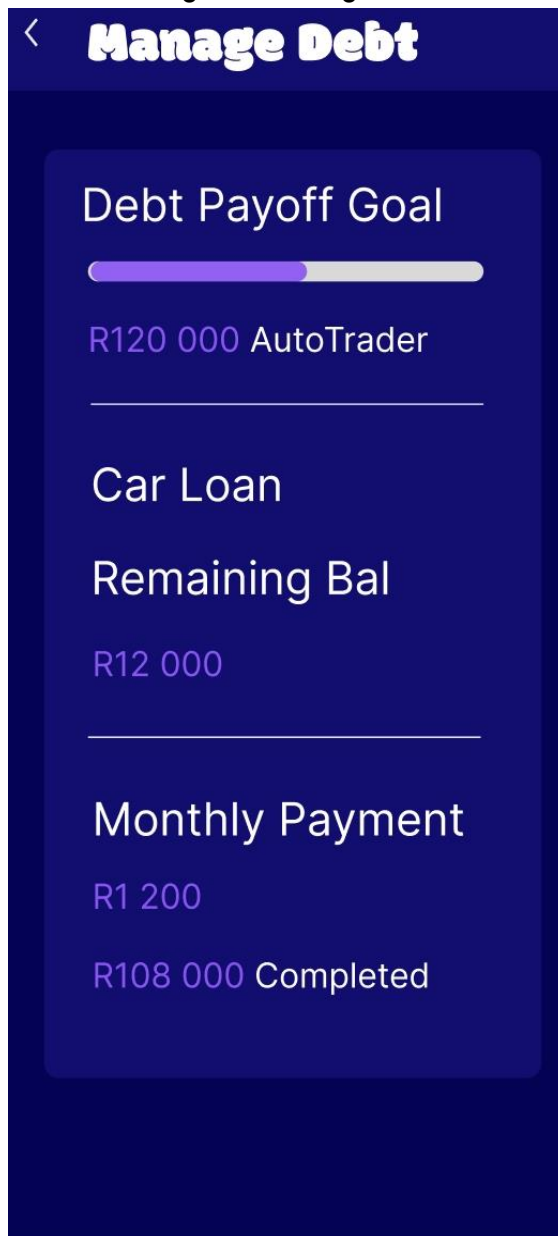 Manage Debt
Debt Payoff Goal
R120 000 AutoTrader
Car Loan
Remaining Bal
R12 000
Monthly Payment
R1 200
R108 000 Completed